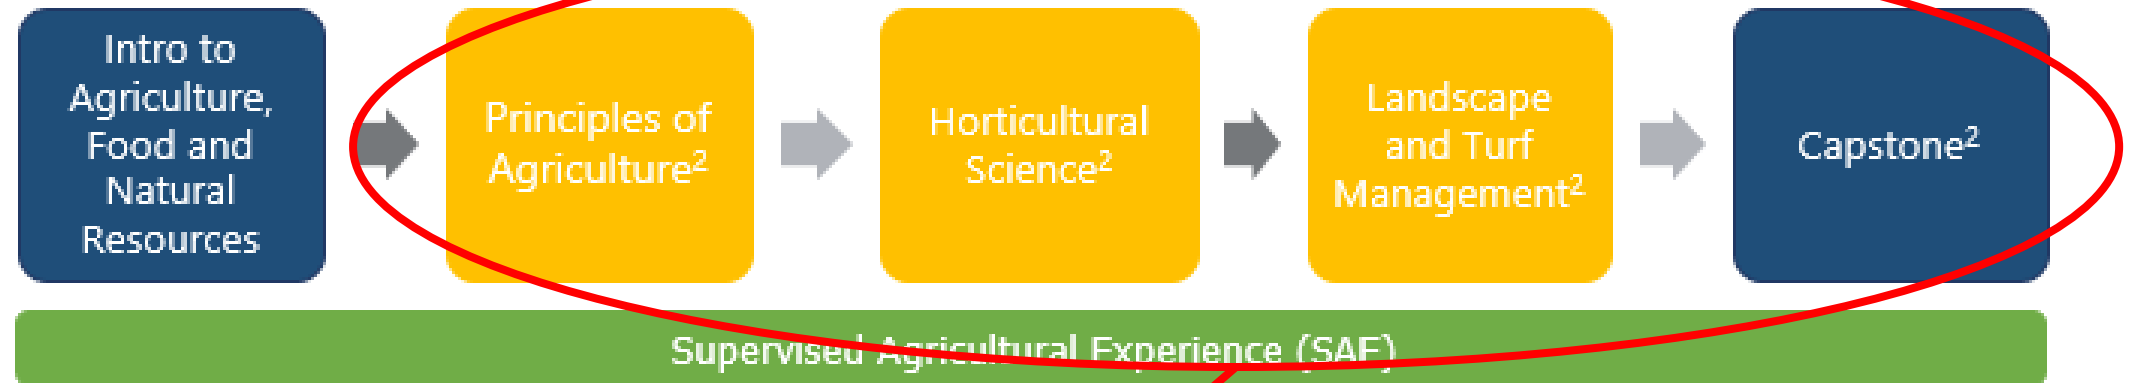 Intro to
Agriculture,
Food and
Natural
Resources
Principles of
Agriculture²
Horticultural
Science²
Landscape
and Turf
Management²
Capstone²
Supervised Agricultural Experience (SAE)